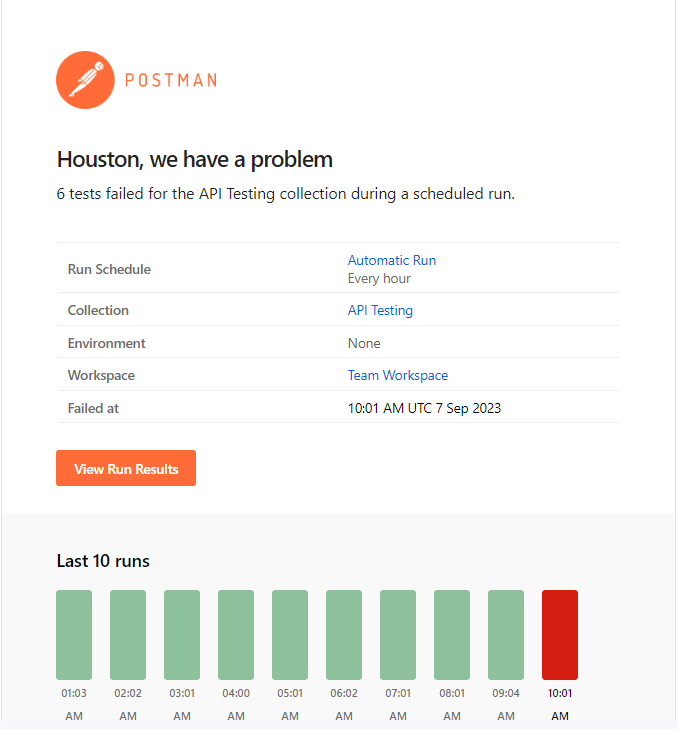 POSTMAN
Houston, we have a problem
6 tests failed for the API Testing collection during a scheduled run.
Run Schedule
Automatic Run
Every hour
Collection API Testing
Environment None
Workspace Team Workspace
Failed at 10:01 AM UTC 7 Sep 2023
View Run Results
Last 10 runs
01:03 02:02 03:01 04:00 05:01 06:02 07:01 08:01 09:04 10:01
AM AM AM AM AM AM AM AM AM AM